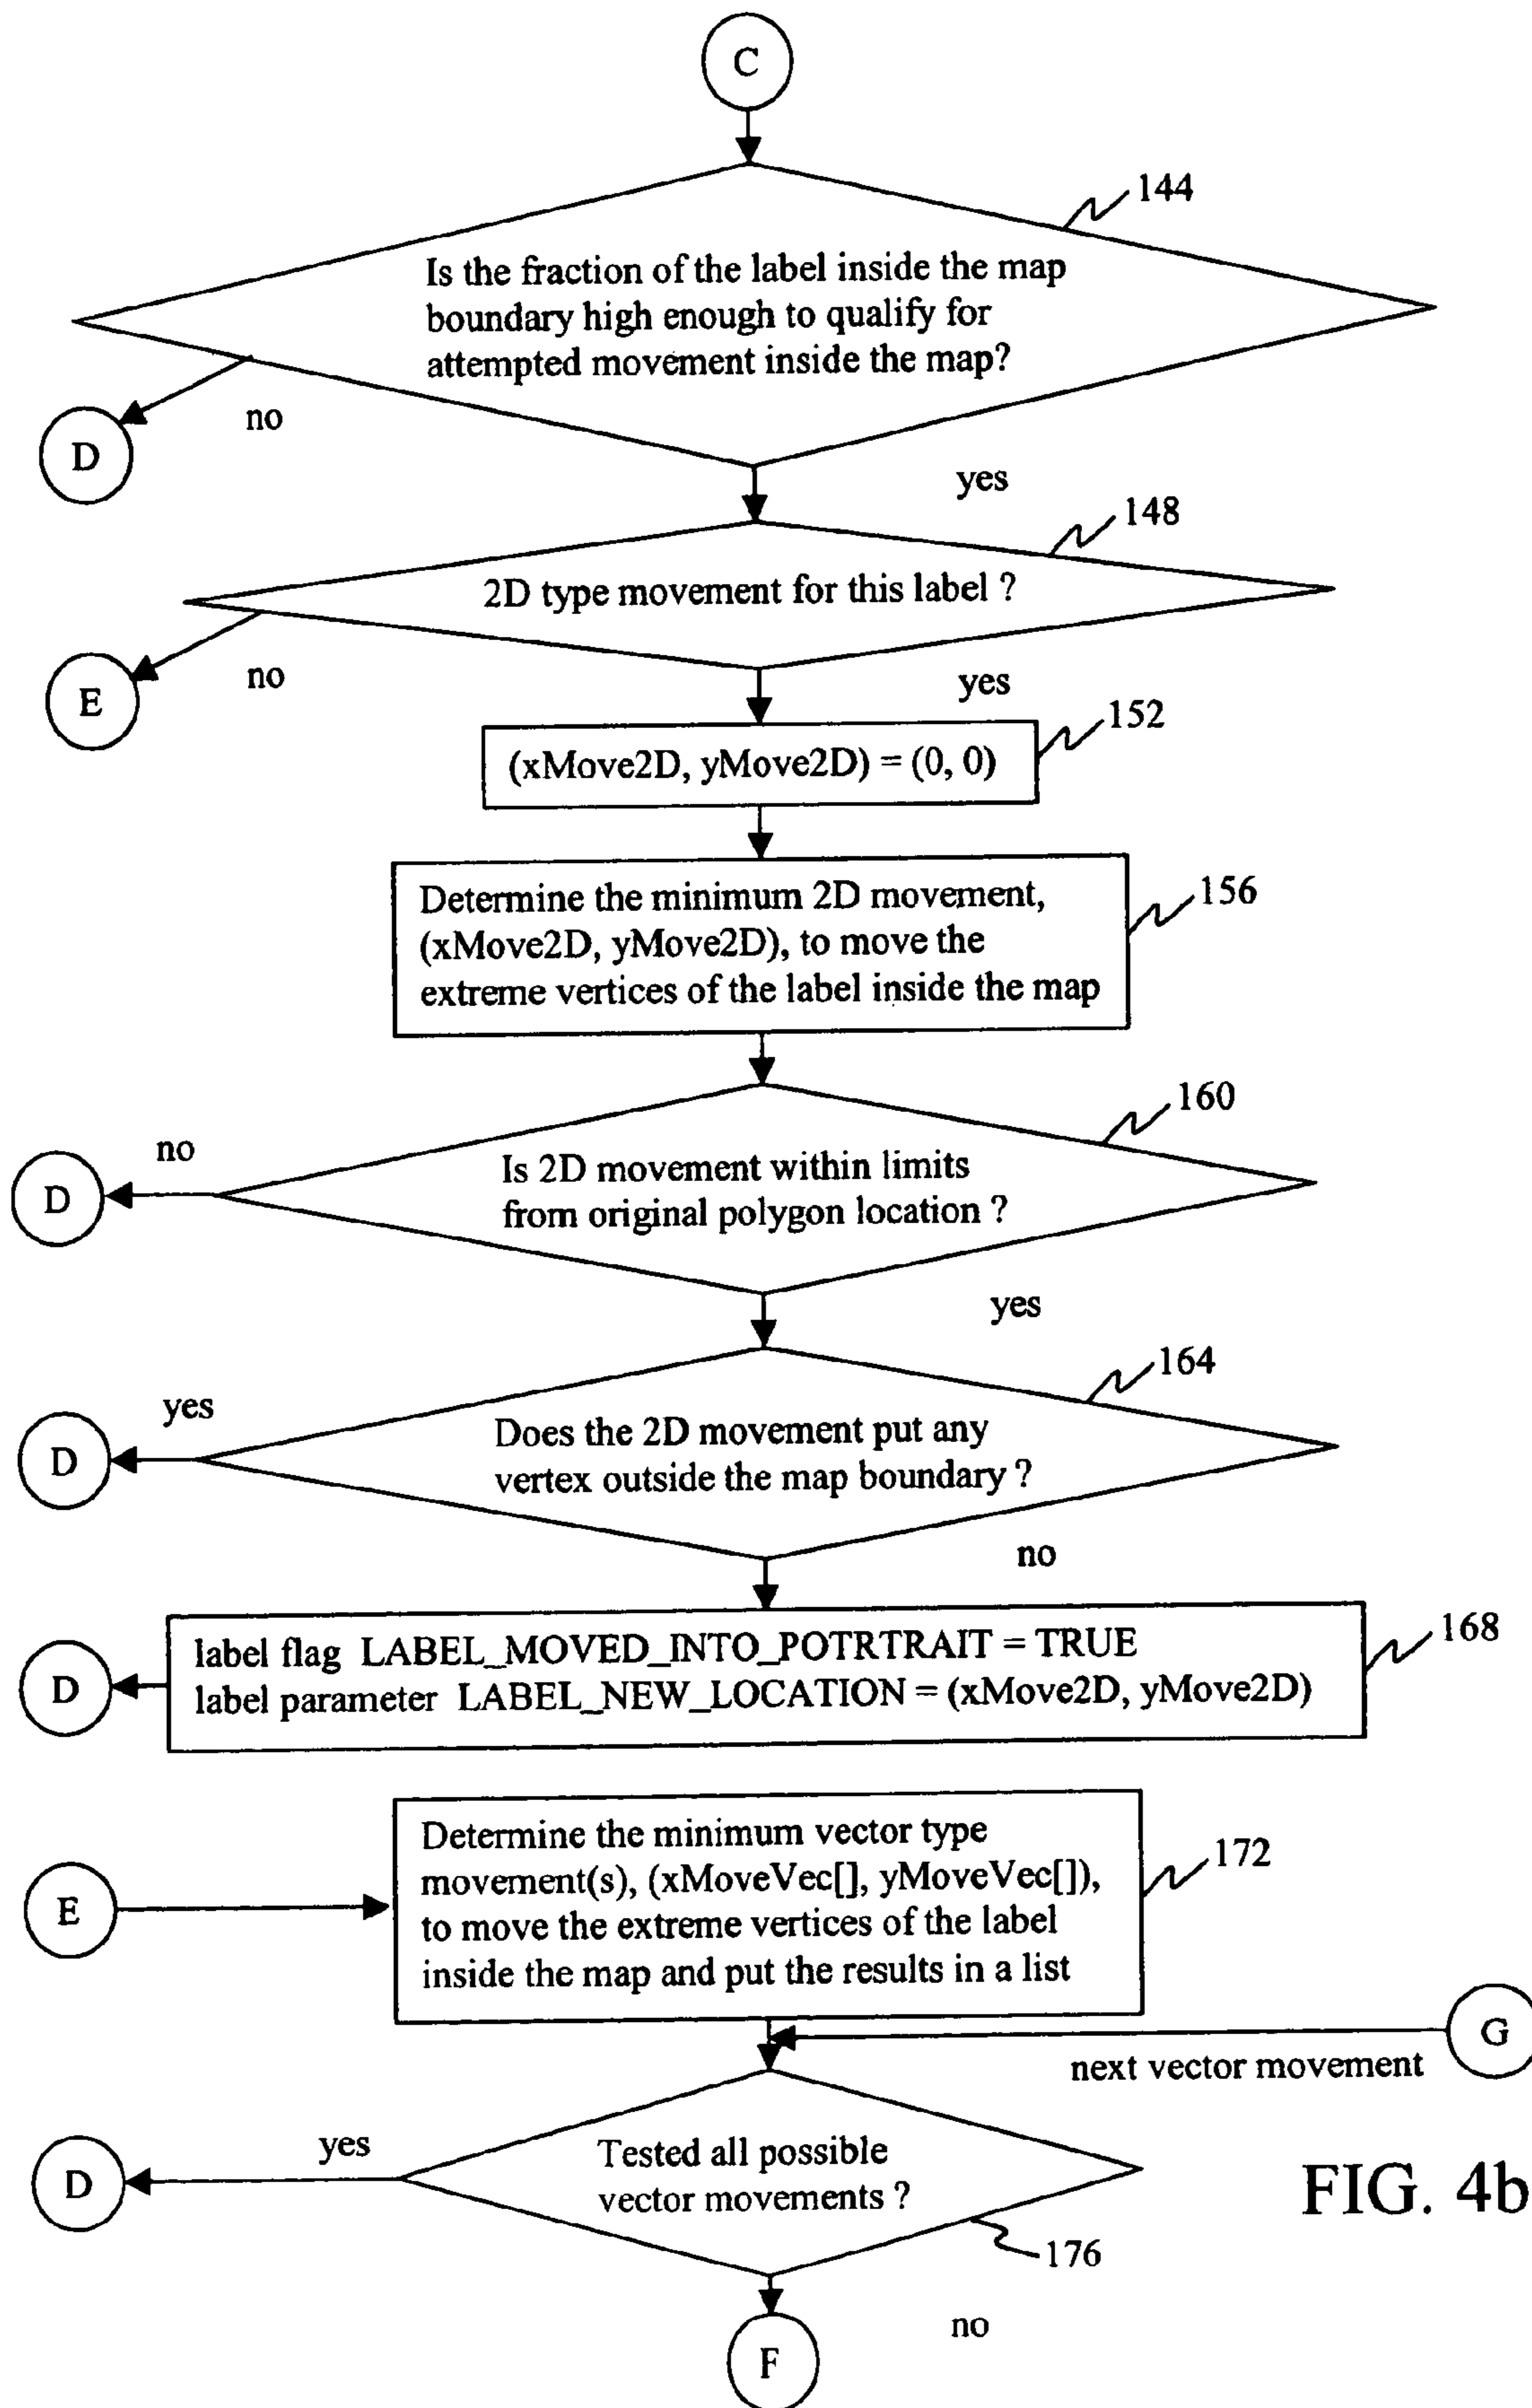 C
144
Is the fraction of the label inside the map
boundary high enough to qualify for
attempted movement inside the map?
no
D
yes
148
2D type movement for this label ?
no
E
yes
152
(xMove2D, yMove2D) = (0, 0)
156
Determine the minimum 2D movement,
(xMove2D, yMove2D), to move the
extreme vertices of the label inside the map
160
no
D
Is 2D movement within limits
from original polygon location ?
yes
164
yes
D
Does the 2D movement put any
vertex outside the map boundary ?
no
168
D
label flag LABEL_MOVED_INTO_POTRTRAIT = TRUE
label parameter LABEL_NEW_LOCATION = (xMove2D, yMove2D)
172
E
Determine the minimum vector type
movement(s), (xMoveVec[], yMoveVec[]),
to move the extreme vertices of the label
inside the map and put the results in a list
G
next vector movement
yes
D
Tested all possible
vector movements ?
176
FIG. 4b
no
F